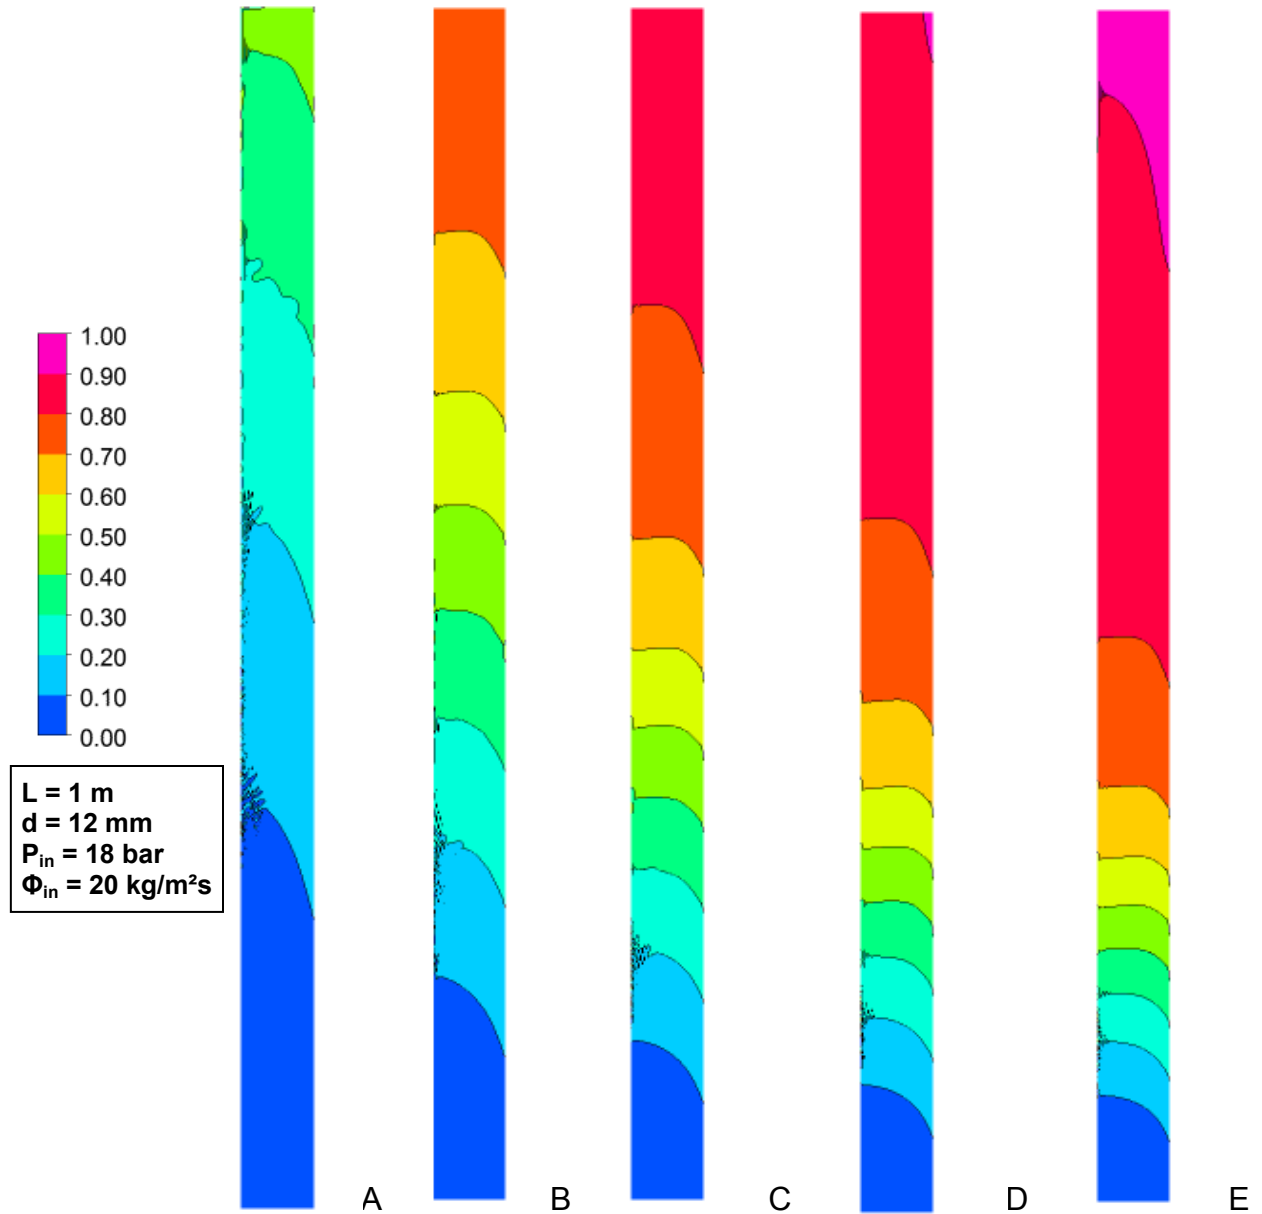 1.00
0.90
0.80
0.70
0.60
0.50
0.40
0.30
0.20
0.10
0.00
L = 1 m
d = 12 mm
Pin = 18 bar
Φin = 20 kg/m²s
A B C D E